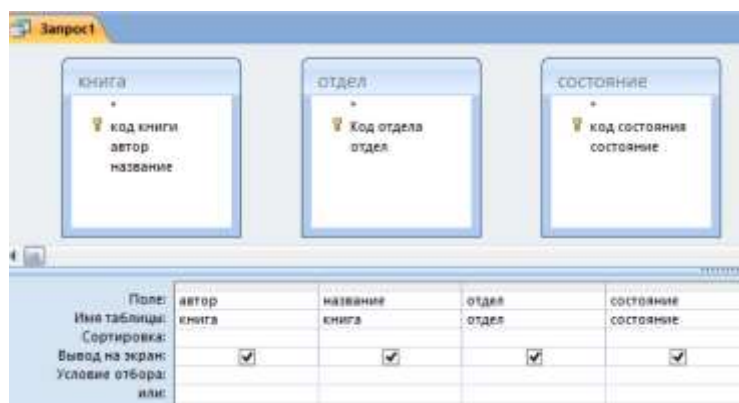 Запрос1
книга
отдел
состояние
*
*
*
код книги
Код отдела
код состояния
автор
отдел
состояние
название
Поле: автор название отдел состояние
Имя таблицы: книга книга отдел состояние
Сортировка:
Вывод на экран:
Условие отбора:
или: